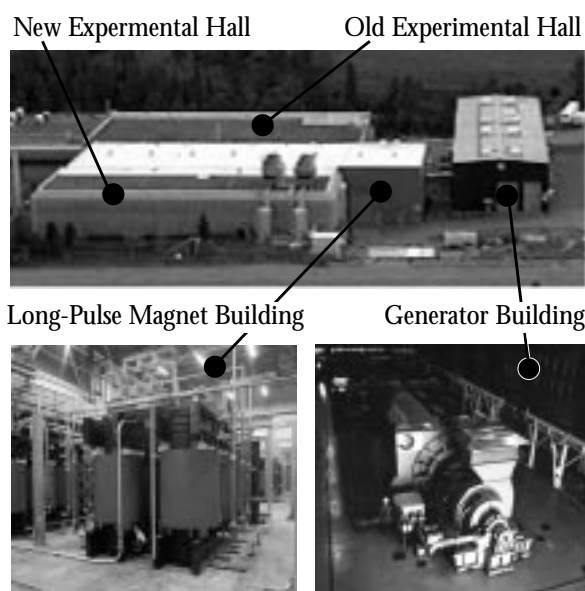 New Expermental Hall
Old Experimental Hall
Long-Pulse Magnet Building
Generator Building